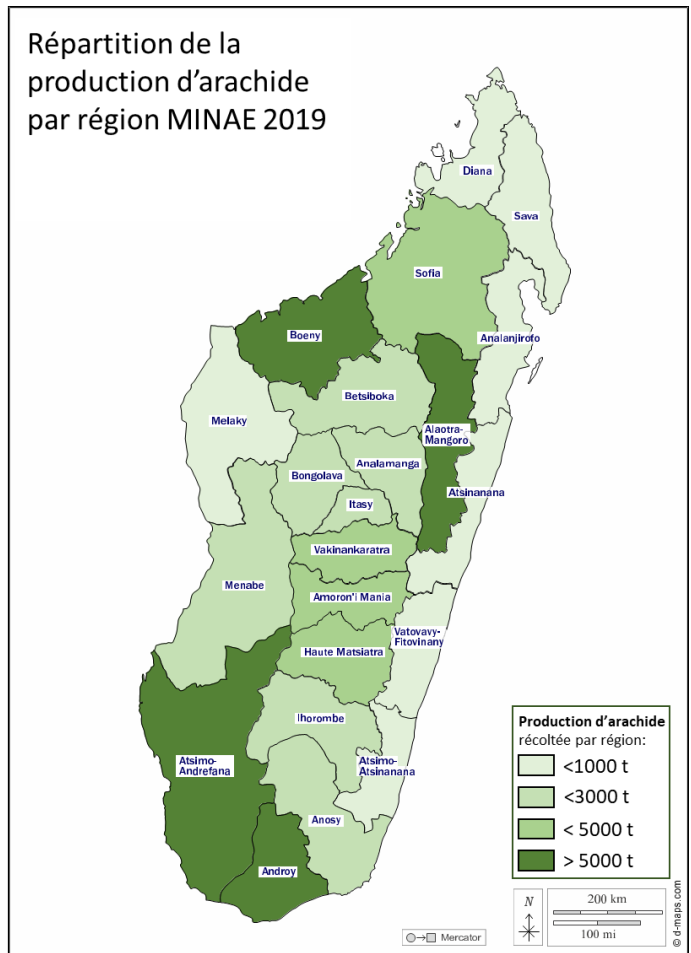 Répartition de la
production d'arachide
par région MINAE 2019
Diana
Sava
Sofia
Boeny
Analanjirofo
Betsiboka
Melaky
Alaotra-
Mangoro
Analamanga
Bongolava
Atsinanana
Itasy
Vakinankaratra
Menabe
Amoron'i Mania
Vatovavy-
Fitovinany
Haute Matsiatra
Ihorombe
Atsimo-
Andrefana
Atsimo-
Atsinanana
Anosy
Androy
Production d'arachide
récoltée par région:
<1000 t
<3000 t
< 5000 t
> 5000 t
N
200 km
100 mi
Mercator
© d-maps.com